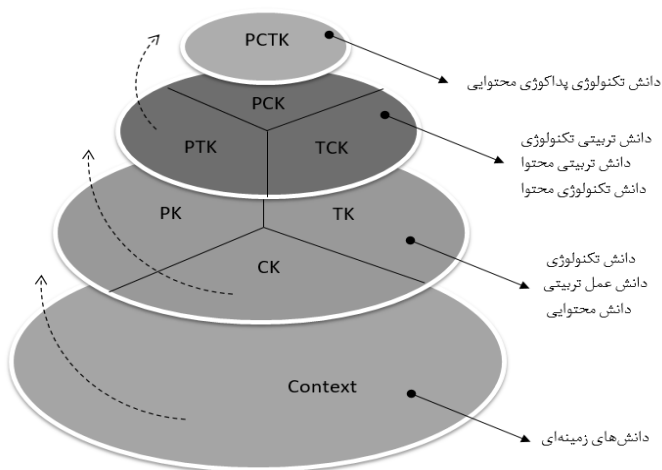 PCTK
دانش تکنولوژی پداکوژی محتوایی
PCK
PTK
TCK
دانش تربیتی تکنولوژی
دانش تربیتی محتوا
دانش تکنولوژی محتوا
PK
TK
CK
دانش تکنولوژی
دانش عمل تربیتی
دانش محتوایی
Context
دانش‌های زمینه‌ای